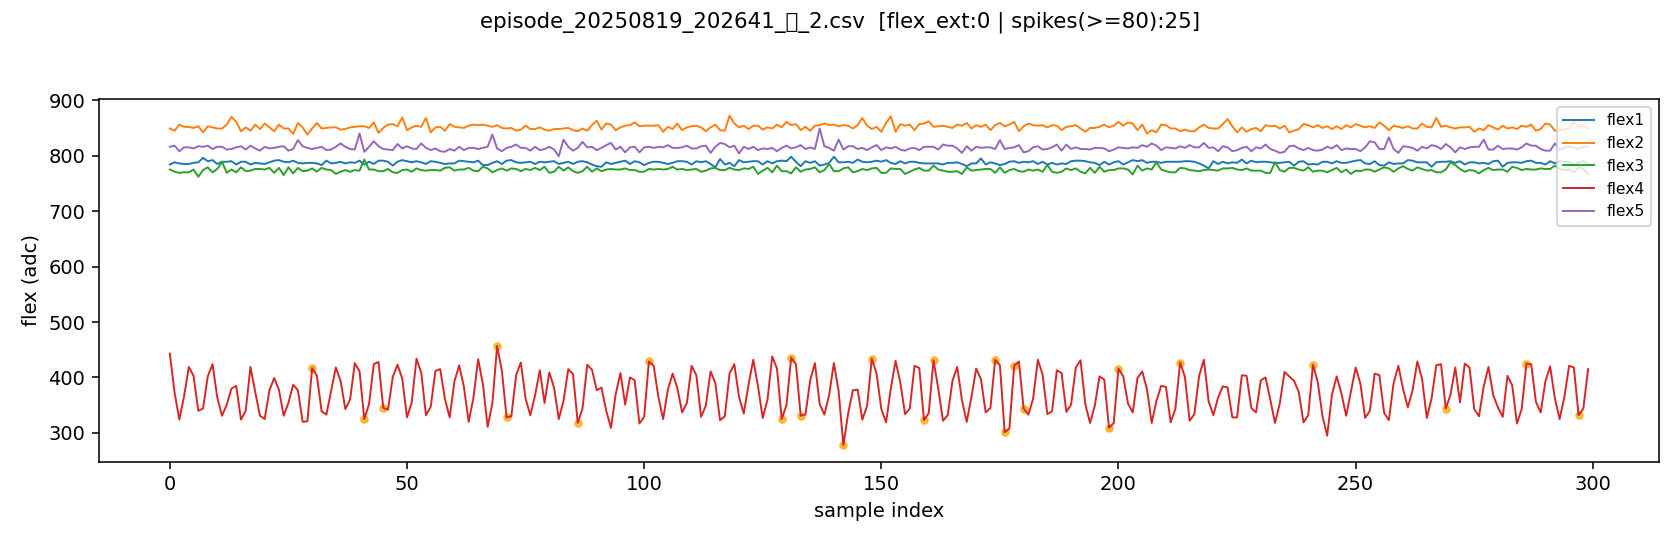 episode_20250819_202641_▯_2.csv [flex_ext:0 | spikes(>=80):25]
flex (adc)
900
800
700
600
500
400
300
0 50 100 150 200 250 300
sample index
flex1
flex2
flex3
flex4
flex5